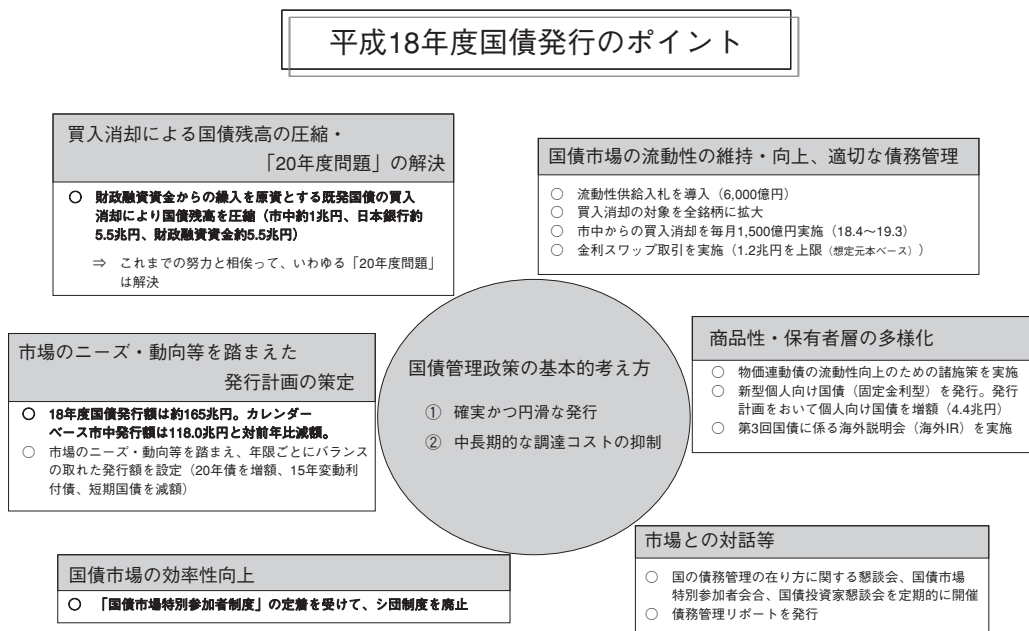 平成18年度国債発行のポイント
買入消却による国債残高の圧縮・
「20年度問題」の解決
○ 財政融資資金からの繰入を原資とする既発国債の買入
消却により国債残高を圧縮（市中約1兆円、日本銀行約
5.5兆円、財政融資資金約5.5兆円）
⇒ これまでの努力と相俟って、いわゆる「20年度問題」
は解決
国債市場の流動性の維持・向上、適切な債務管理
○ 流動性供給入札を導入（6,000億円）
○ 買入消却の対象を全銘柄に拡大
○ 市中からの買入消却を毎月1,500億円実施（18.4～19.3）
○ 金利スワップ取引を実施（1.2兆円を上限（想定元本ベース））
市場のニーズ・動向等を踏まえた
発行計画の策定
○ 18年度国債発行額は約165兆円。カレンダー
ベース市中発行額は118.0兆円と対前年比減額。
○ 市場のニーズ・動向等を踏まえ、年限ごとにバランス
の取れた発行額を設定（20年債を増額、15年変動利
付債、短期国債を減額）
国債管理政策の基本的考え方
① 確実かつ円滑な発行
② 中長期的な調達コストの抑制
商品性・保有者層の多様化
○ 物価連動債の流動性向上のための諸施策を実施
○ 新型個人向け国債（固定金利型）を発行。発行
計画をおいて個人向け国債を増額（4.4兆円）
○ 第3回国債に係る海外説明会（海外IR）を実施
国債市場の効率性向上
○ 「国債市場特別参加者制度」の定着を受けて、シ団制度を廃止
市場との対話等
○ 国の債務管理の在り方に関する懇談会、国債市場
特別参加者会合、国債投資家懇談会を定期的に開催
○ 債務管理リポートを発行